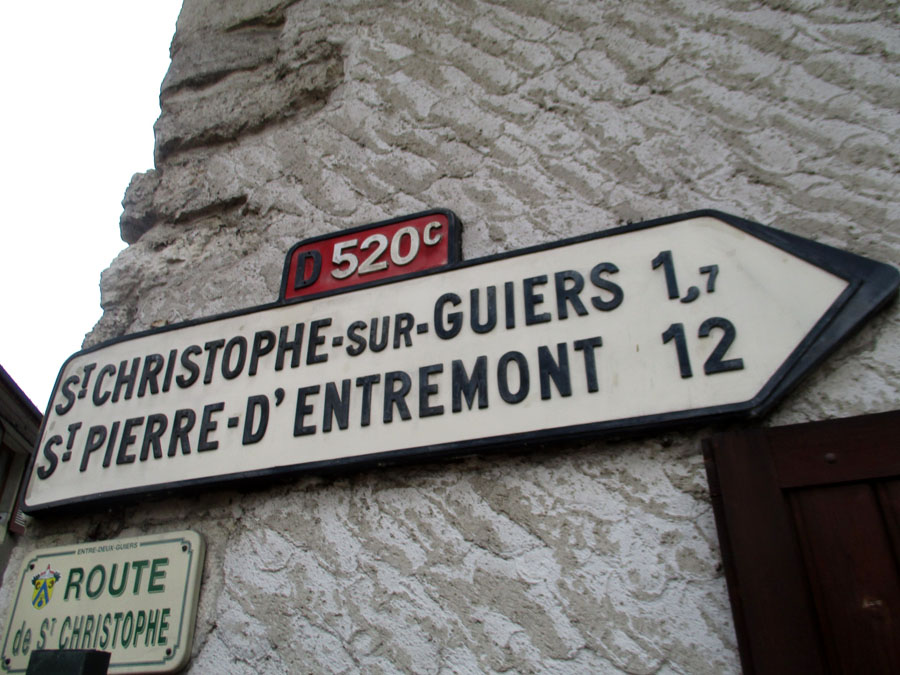 D 520c
ST CHRISTOPHE-SUR-GUIERS 1,7
ST PIERRE-D'ENTREMONT 12
ENTRE-DEUX-GUIERS
ROUTE
de ST CHRISTOPHE